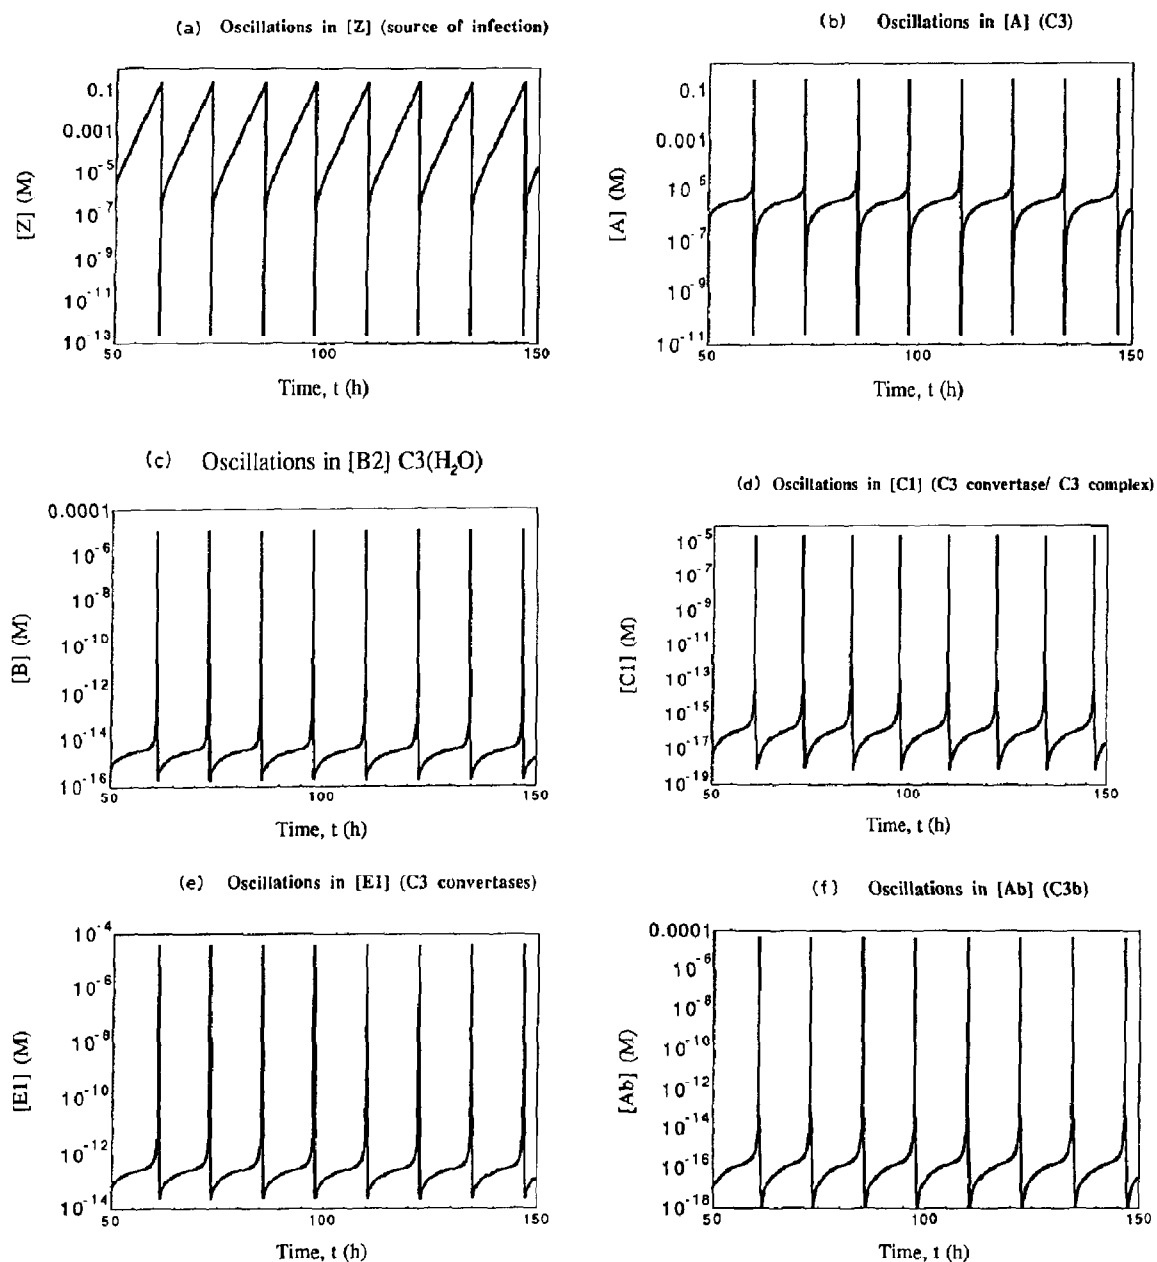 (a) Oscillations in [Z] (source of infection)
0.1
0.001
10-5
10-7
10-9
10-11
10-13
[Z] (M)
50 100 150
Time, t (h)
(b) Oscillations in [A] (C3)
0.1
0.001
10-5
10-7
10-9
10-11
[A] (M)
50 100 150
Time, t (h)
(c) Oscillations in [B2] C3(H2O)
0.0001
10-6
10-8
10-10
10-12
10-14
10-16
[B] (M)
50 100 150
Time, t (h)
(d) Oscillations in [C1] (C3 convertase/ C3 complex)
10-5
10-7
10-9
10-11
10-13
10-15
10-17
10-19
[C1] (M)
50 100 150
Time, t (h)
(e) Oscillations in [E1] (C3 convertases)
10-4
10-6
10-8
10-10
10-12
10-14
[E1] (M)
50 100 150
Time, t (h)
(f) Oscillations in [Ab] (C3b)
0.0001
10-6
10-8
10-10
10-12
10-14
10-16
10-18
[Ab] (M)
50 100 150
Time, t (h)